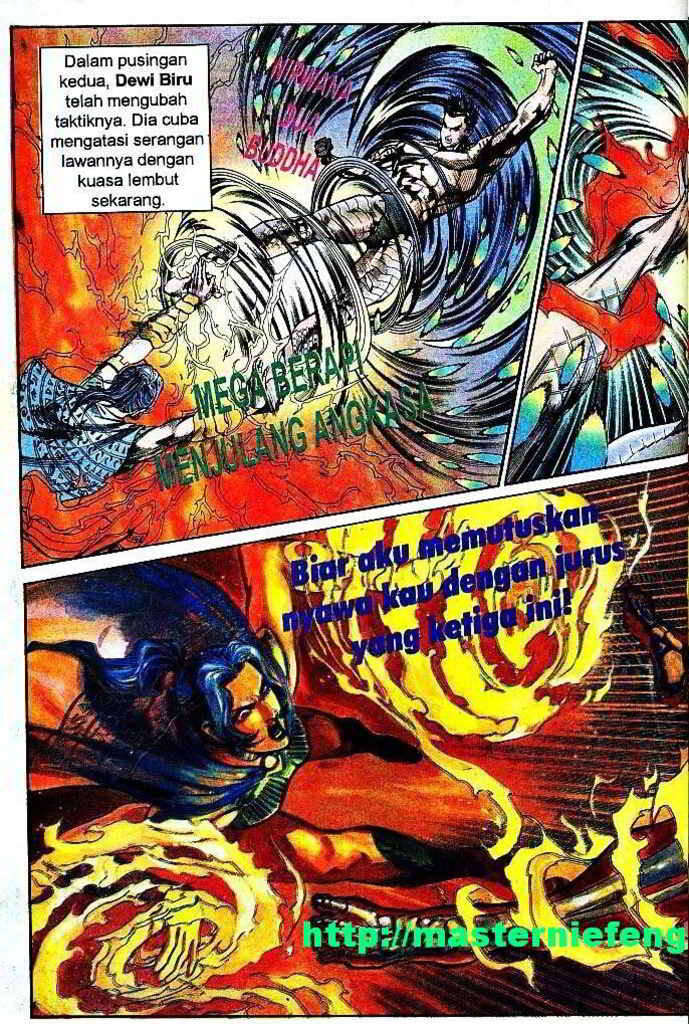 Dalam pusingan
kedua, Dewi Biru
telah mengubah
taktiknya. Dia cuba
mengatasi serangan
lawannya dengan
kuasa lembut
sekarang.
NIRWANA
DUA
BUDDHA
MEGA BERAPI
MENJULANG ANGKASA
Biar aku memutuskan
nyawa kau dengan jurus
yang ketiga ini!
http://masterniefeng